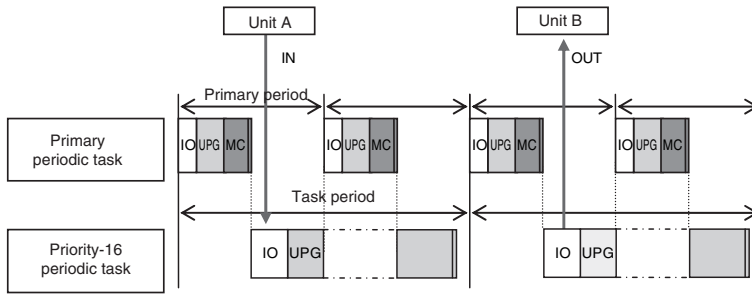 Unit A
Unit B
IN
OUT
Primary period
Primary
periodic task
IO UPG MC
IO UPG MC
IO UPG MC
IO UPG MC
Task period
Priority-16
periodic task
IO UPG
IO UPG